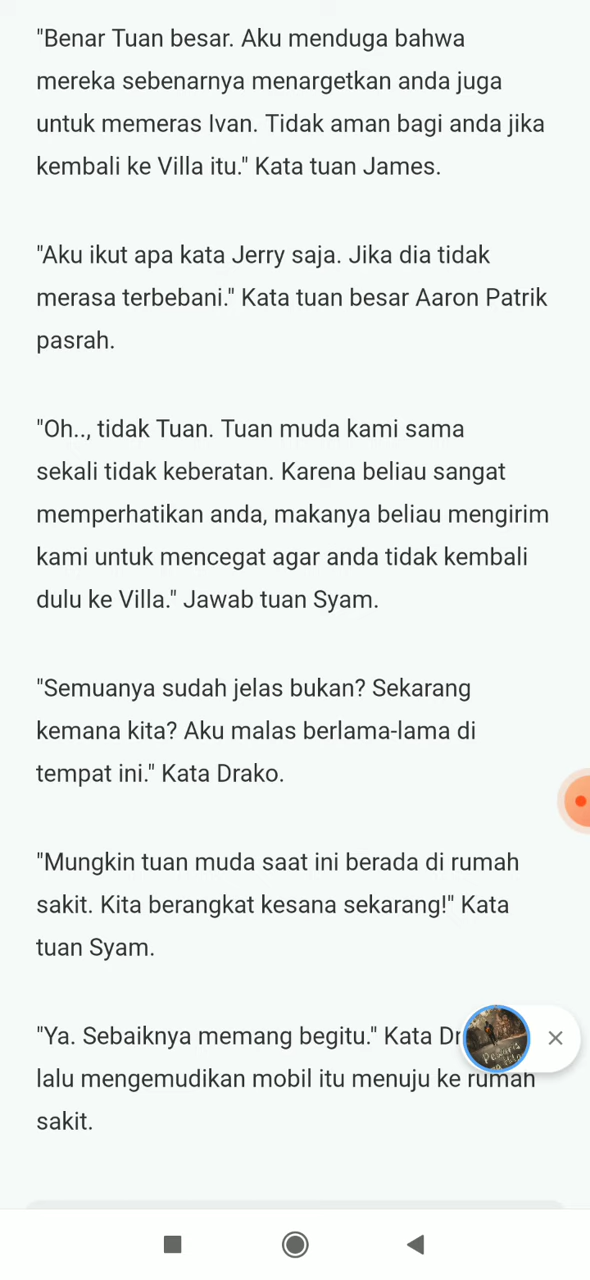 "Benar Tuan besar. Aku menduga bahwa
mereka sebenarnya menargetkan anda juga
untuk memeras Ivan. Tidak aman bagi anda jika
kembali ke Villa itu." Kata tuan James.
"Aku ikut apa kata Jerry saja. Jika dia tidak
merasa terbebani." Kata tuan besar Aaron Patrik
pasrah.
"Oh.., tidak Tuan. Tuan muda kami sama
sekali tidak keberatan. Karena beliau sangat
memperhatikan anda, makanya beliau mengirim
kami untuk mencegat agar anda tidak kembali
dulu ke Villa." Jawab tuan Syam.
"Semuanya sudah jelas bukan? Sekarang
kemana kita? Aku malas berlama-lama di
tempat ini." Kata Drako.
"Mungkin tuan muda saat ini berada di rumah
sakit. Kita berangkat kesana sekarang!" Kata
tuan Syam.
"Ya. Sebaiknya memang begitu." Kata
lalu mengemudikan mobil itu menuju ke rumah
sakit.